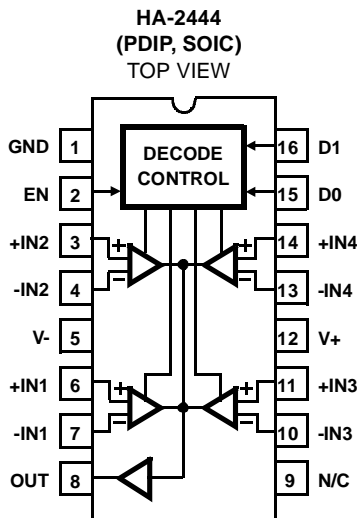 HA-2444
(PDIP, SOIC)
TOP VIEW
GND 1 16 D1
DECODE
CONTROL
EN 2 15 D0
+IN2 3 + + 14 +IN4
-IN2 4 − − 13 -IN4
V- 5 12 V+
+IN1 6 + + 11 +IN3
-IN1 7 − − 10 -IN3
OUT 8 9 N/C